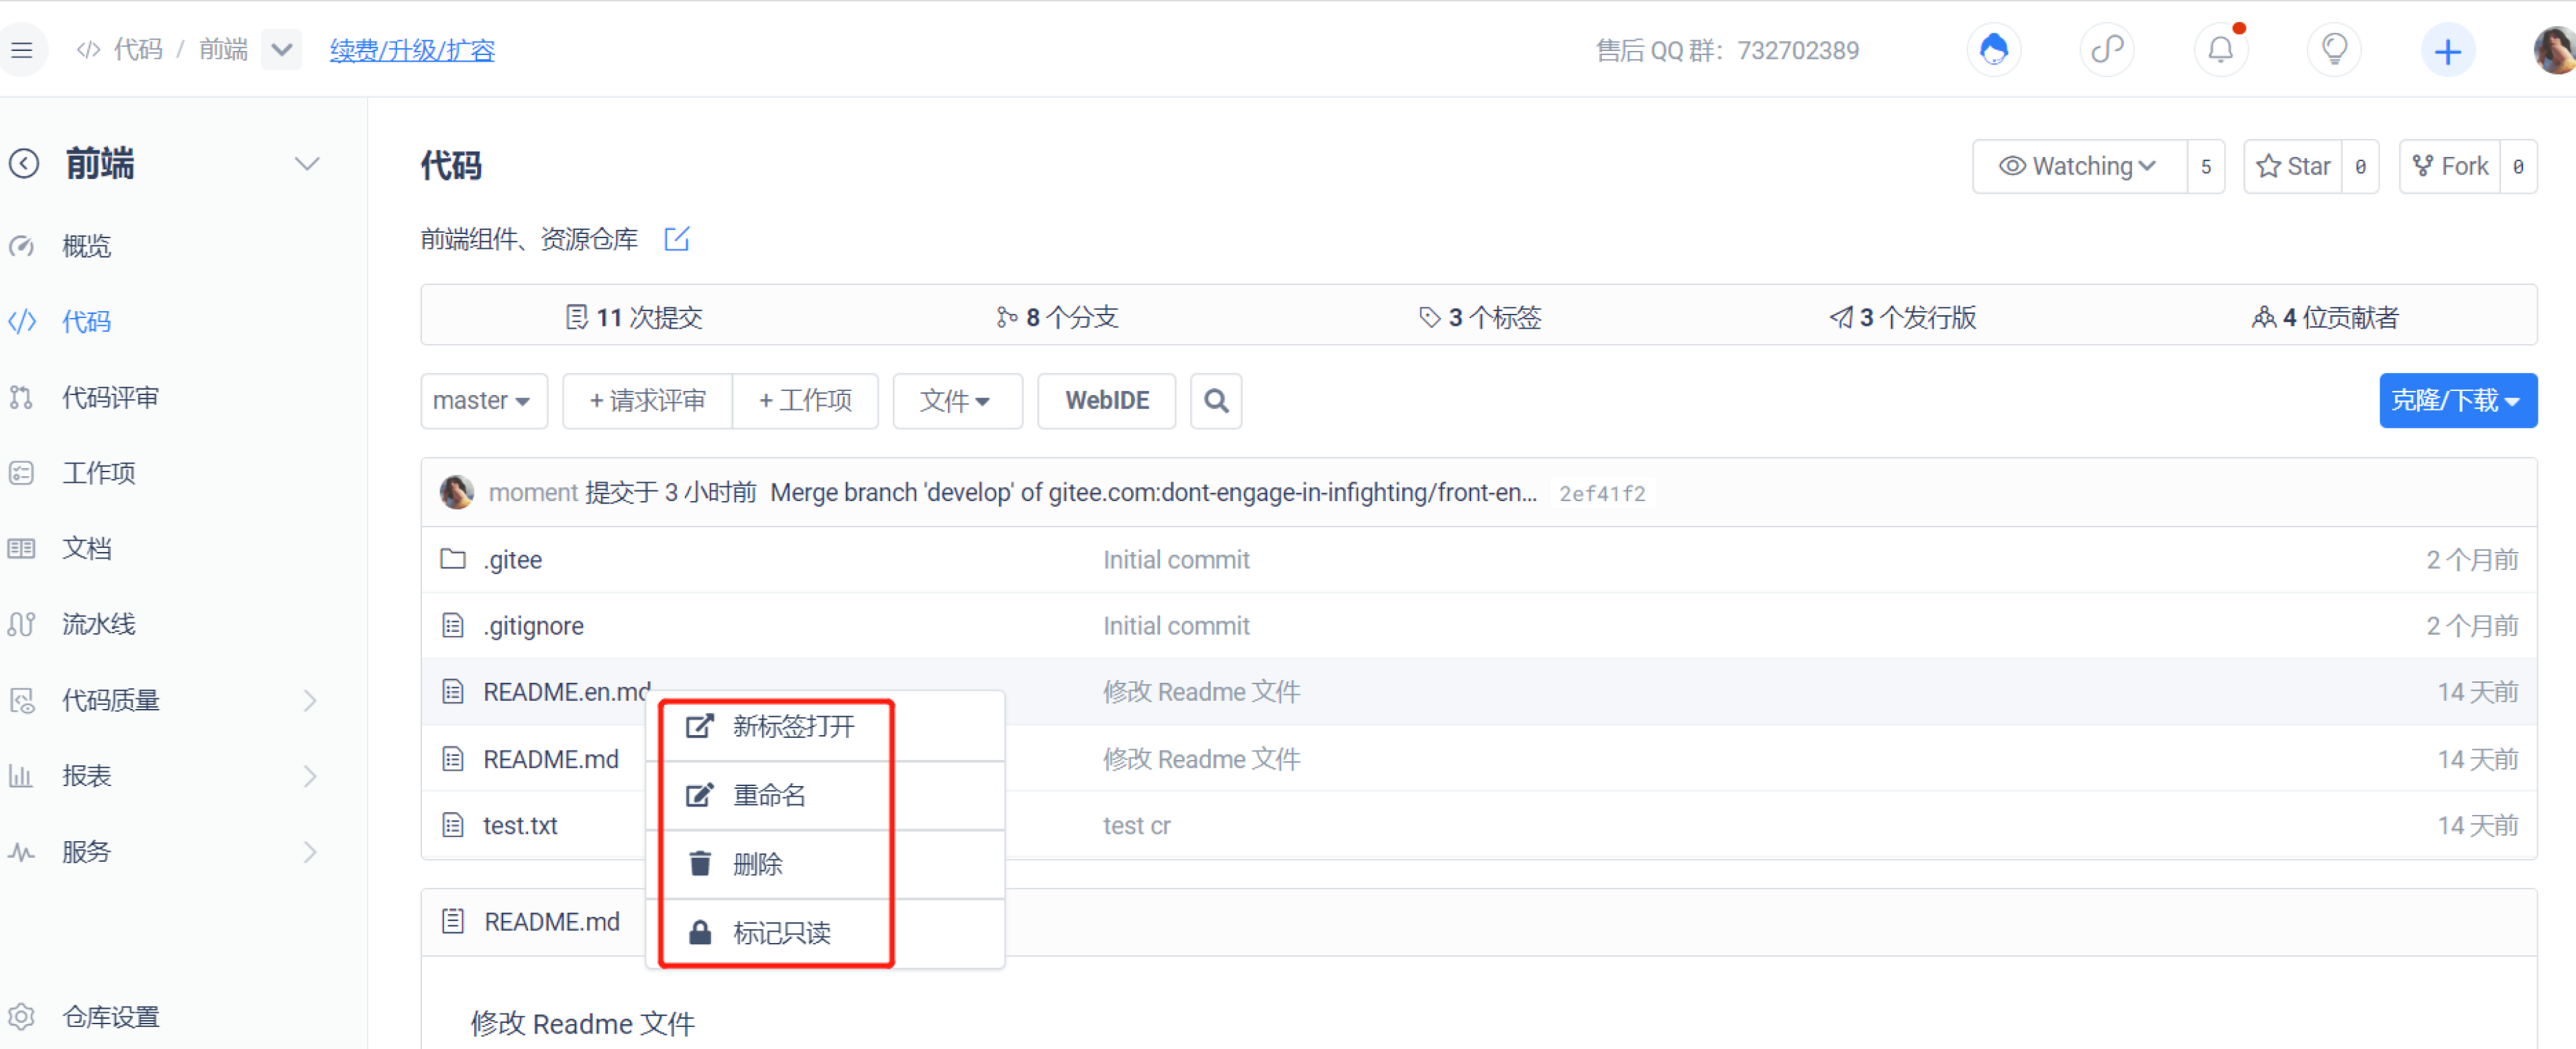 代码 / 前端 续费/升级/扩容 售后 QQ 群：732702389
前端
代码 Watching 5 Star 0 Fork 0
概览
前端组件、资源仓库
代码
11 次提交 8 个分支 3 个标签 3 个发行版 4 位贡献者
代码评审
master + 请求评审 + 工作项 文件 WebIDE 克隆/下载
工作项
moment 提交于 3 小时前 Merge branch 'develop' of gitee.com:dont-engage-in-infighting/front-en... 2ef41f2
文档
.gitee Initial commit 2 个月前
流水线
.gitignore Initial commit 2 个月前
代码质量
README.en.md 修改 Readme 文件 14 天前
新标签打开
报表
README.md 修改 Readme 文件 14 天前
重命名
服务
test.txt test cr 14 天前
删除
README.md
标记只读
仓库设置
修改 Readme 文件